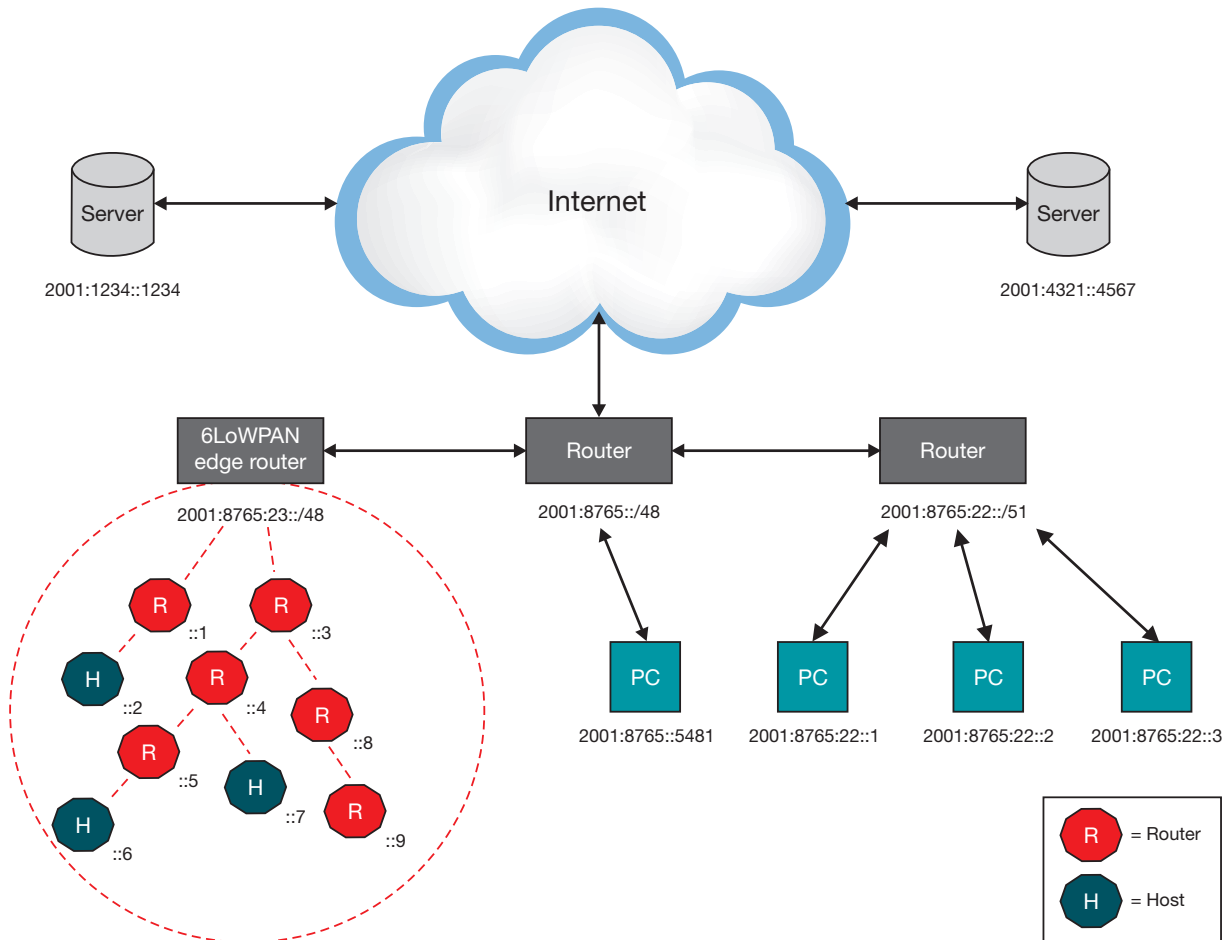 Internet
Server
Server
2001:1234::1234
2001:4321::4567
6LoWPAN
edge router
Router
Router
2001:8765:23::/48
2001:8765::/48
2001:8765:22::/51
R
::1
R
::3
H
::2
R
::4
R
::8
R
::5
H
::7
R
::9
H
::6
PC
PC
PC
PC
2001:8765::5481
2001:8765:22::1
2001:8765:22::2
2001:8765:22::3
R = Router
H = Host